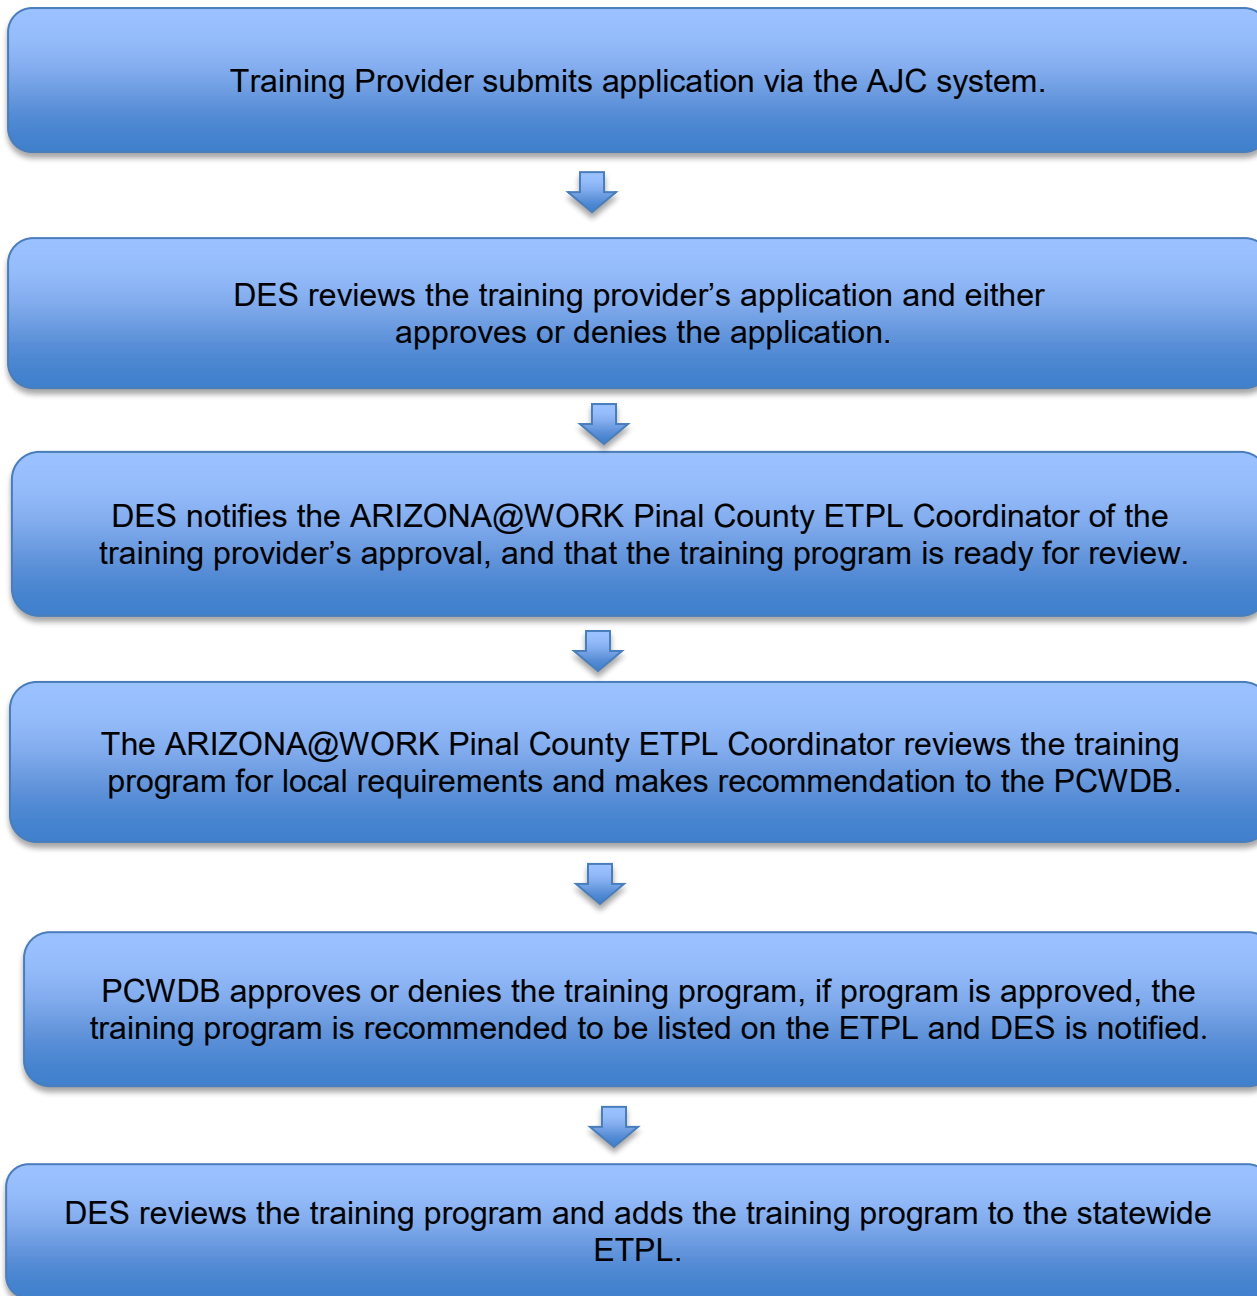 Training Provider submits application via the AJC system.
DES reviews the training provider’s application and either
approves or denies the application.
DES notifies the ARIZONA@WORK Pinal County ETPL Coordinator of the
training provider’s approval, and that the training program is ready for review.
The ARIZONA@WORK Pinal County ETPL Coordinator reviews the training
program for local requirements and makes recommendation to the PCWDB.
PCWDB approves or denies the training program, if program is approved, the
training program is recommended to be listed on the ETPL and DES is notified.
DES reviews the training program and adds the training program to the statewide
ETPL.